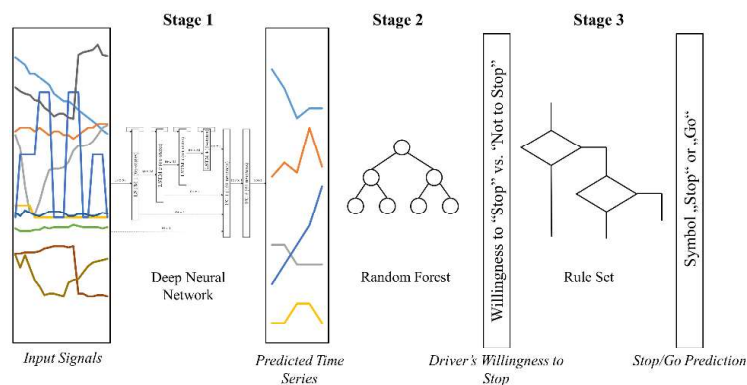 Stage 1
Stage 2
Stage 3
Deep Neural
Network
Random Forest
Willingness to “Stop” vs. “Not to Stop”
Rule Set
Symbol „Stop“ or „Go“
Input Signals
Predicted Time
Series
Driver's Willingness to
Stop
Stop/Go Prediction